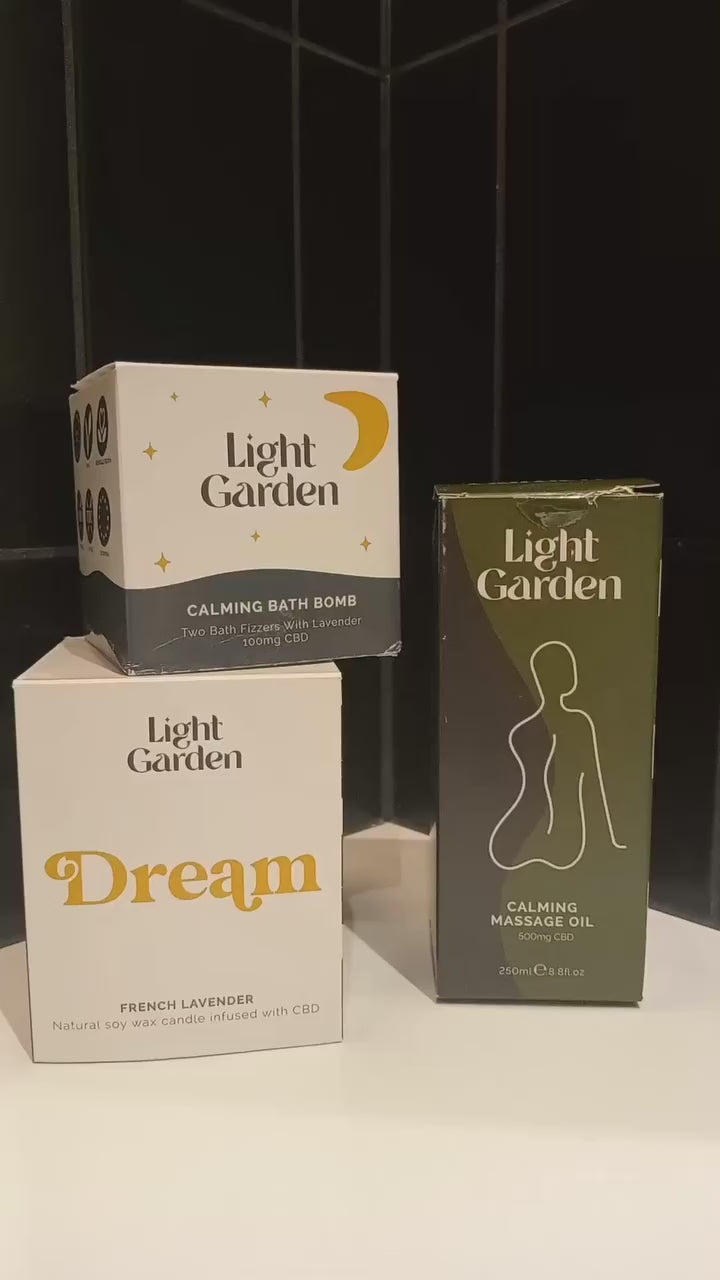 Light
Garden
CALMING BATH BOMB
Two Bath Fizzers With Lavender
100mg CBD
Light
Garden
Dream
FRENCH LAVENDER
Natural soy wax candle infused with CBD
Light
Garden
CALMING
MASSAGE OIL
500mg CBD
250ml ℮ 8.8fl.oz